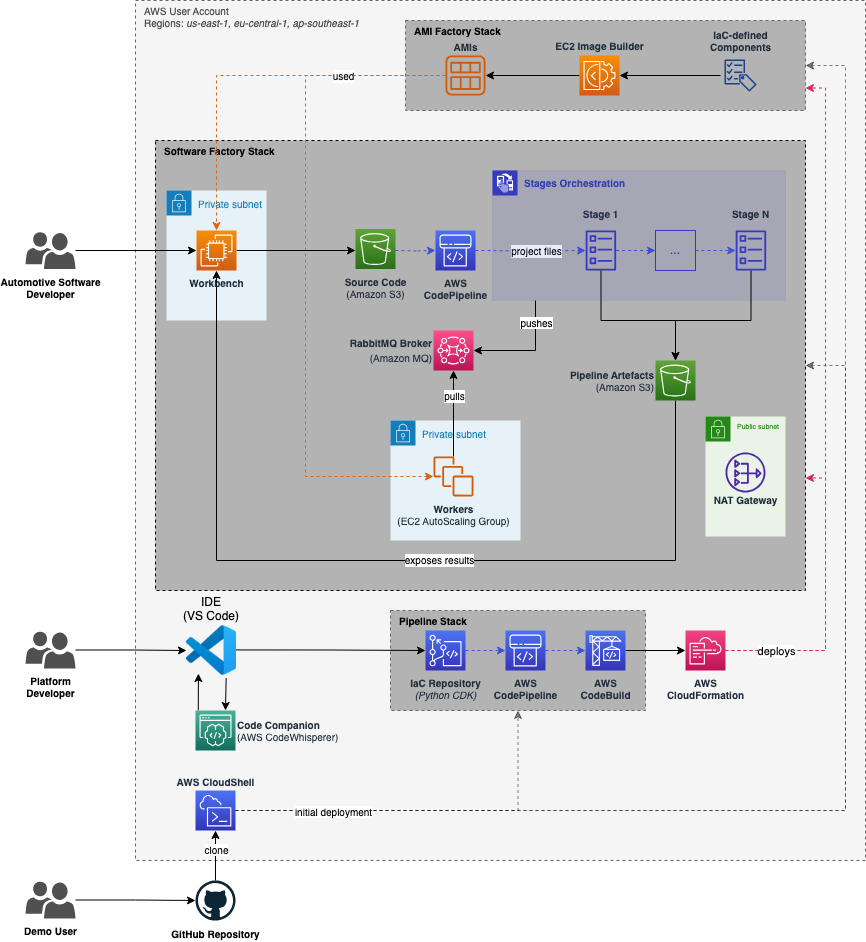 AWS User Account
Regions: us-east-1, eu-central-1, ap-southeast-1
AMI Factory Stack
AMIs
EC2 Image Builder
IaC-defined
Components
used
Software Factory Stack
Private subnet
Workbench
Automotive Software
Developer
Source Code
(Amazon S3)
AWS
CodePipeline
Stages Orchestration
project files
Stage 1
...
Stage N
pushes
RabbitMQ Broker
(Amazon MQ)
pulls
Pipeline Artefacts
(Amazon S3)
Private subnet
Workers
(EC2 AutoScaling Group)
Public subnet
NAT Gateway
exposes results
IDE
(VS Code)
Platform
Developer
Pipeline Stack
IaC Repository
(Python CDK)
AWS
CodePipeline
AWS
CodeBuild
AWS
CloudFormation
deploys
Code Companion
(AWS CodeWhisperer)
AWS CloudShell
initial deployment
clone
Demo User
GitHub Repository